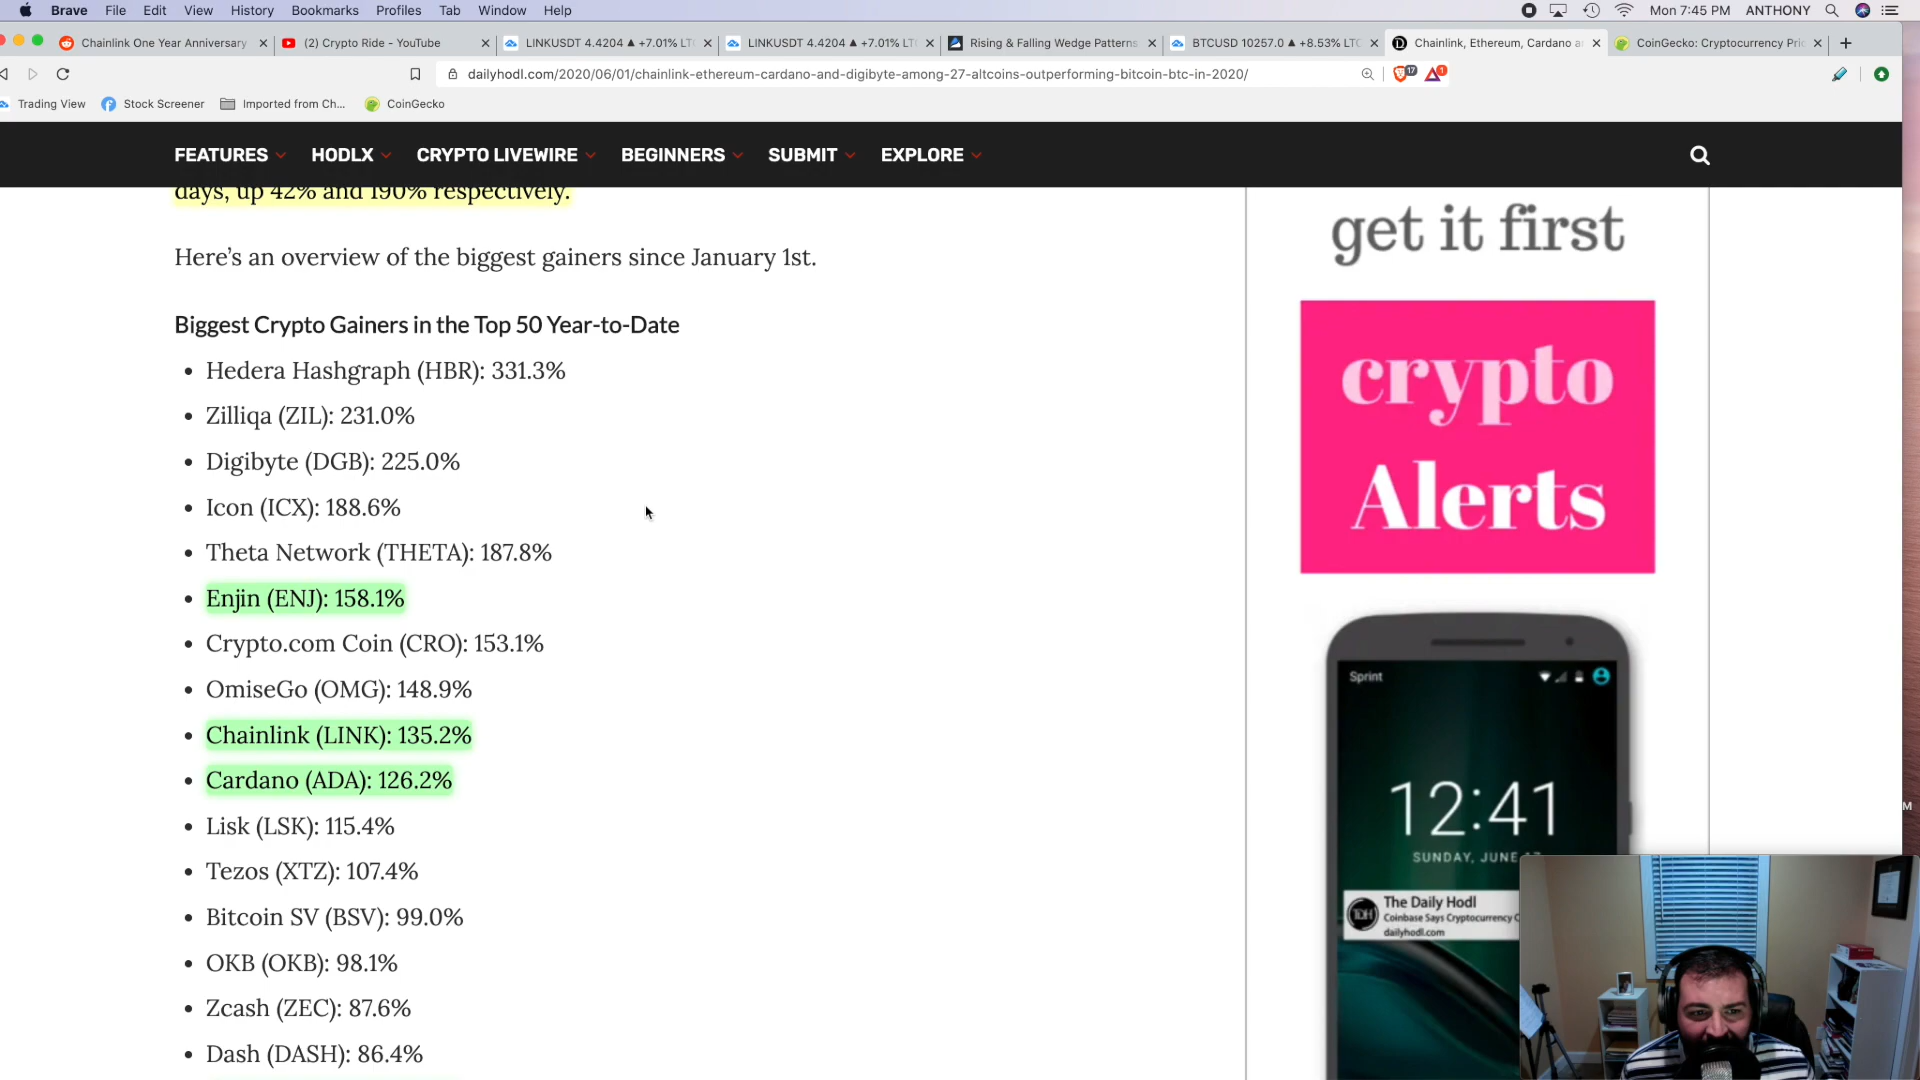 Brave File Edit View History Bookmarks Profiles Tab Window Help Mon 7:45 PM ANTHONY
Chainlink One Year Anniversary (2) Crypto Ride - YouTube LINKUSDT 4.4204 ▲ +7.01% LTC LINKUSDT 4.4204 ▲ +7.01% LTC Rising & Falling Wedge Patterns BTCUSD 10257.0 ▲ +8.53% LTC Chainlink, Ethereum, Cardano a CoinGecko: Cryptocurrency Pric
dailyhodl.com/2020/06/01/chainlink-ethereum-cardano-and-digibyte-among-27-altcoins-outperforming-bitcoin-btc-in-2020/ 17 1
Trading View Stock Screener Imported from Ch... CoinGecko
FEATURES HODLX CRYPTO LIVEWIRE BEGINNERS SUBMIT EXPLORE
days, up 42% and 190% respectively.
Here's an overview of the biggest gainers since January 1st.
Biggest Crypto Gainers in the Top 50 Year-to-Date
• Hedera Hashgraph (HBR): 331.3%
• Zilliqa (ZIL): 231.0%
• Digibyte (DGB): 225.0%
• Icon (ICX): 188.6%
• Theta Network (THETA): 187.8%
• Enjin (ENJ): 158.1%
• Crypto.com Coin (CRO): 153.1%
• OmiseGo (OMG): 148.9%
• Chainlink (LINK): 135.2%
• Cardano (ADA): 126.2%
• Lisk (LSK): 115.4%
• Tezos (XTZ): 107.4%
• Bitcoin SV (BSV): 99.0%
• OKB (OKB): 98.1%
• Zcash (ZEC): 87.6%
• Dash (DASH): 86.4%
get it first
crypto
Alerts
Sprint
12:41
SUNDAY, JUNE
TDH The Daily Hodl
Coinbase Says Cryptocurrency C
dailyhodl.com
M